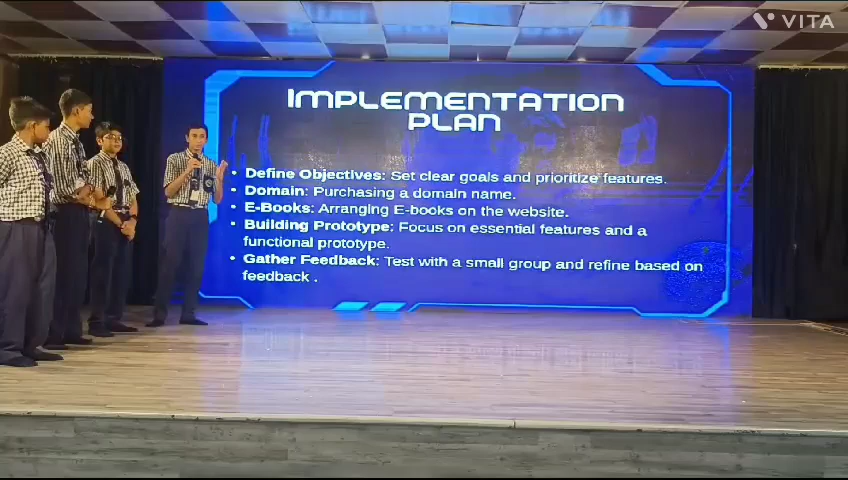 VITA
IMPLEMENTATION
PLAN
• Define Objectives: Set clear goals and prioritize features.
• Domain: Purchasing a domain name.
• E-Books: Arranging E-books on the website.
• Building Prototype: Focus on essential features and a
functional prototype.
• Gather Feedback: Test with a small group and refine based on
feedback .